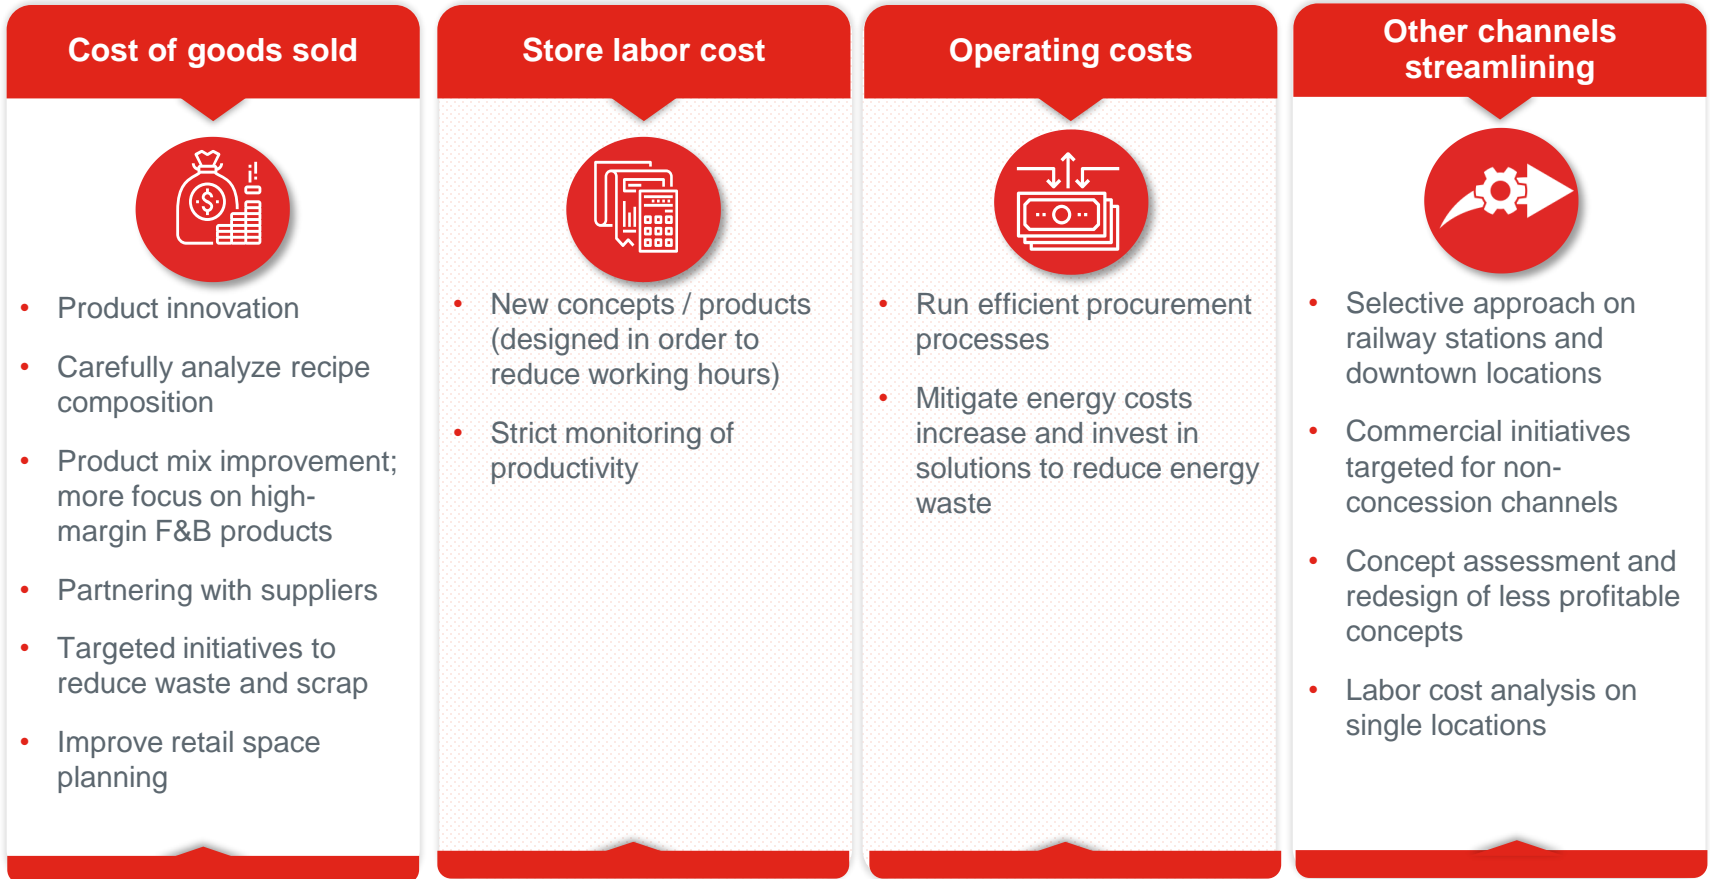 Cost of goods sold
• Product innovation
• Carefully analyze recipe
composition
• Product mix improvement;
more focus on high-
margin F&B products
• Partnering with suppliers
• Targeted initiatives to
reduce waste and scrap
• Improve retail space
planning
Store labor cost
• New concepts / products
(designed in order to
reduce working hours)
• Strict monitoring of
productivity
Operating costs
• Run efficient procurement
processes
• Mitigate energy costs
increase and invest in
solutions to reduce energy
waste
Other channels
streamlining
• Selective approach on
railway stations and
downtown locations
• Commercial initiatives
targeted for non-
concession channels
• Concept assessment and
redesign of less profitable
concepts
• Labor cost analysis on
single locations